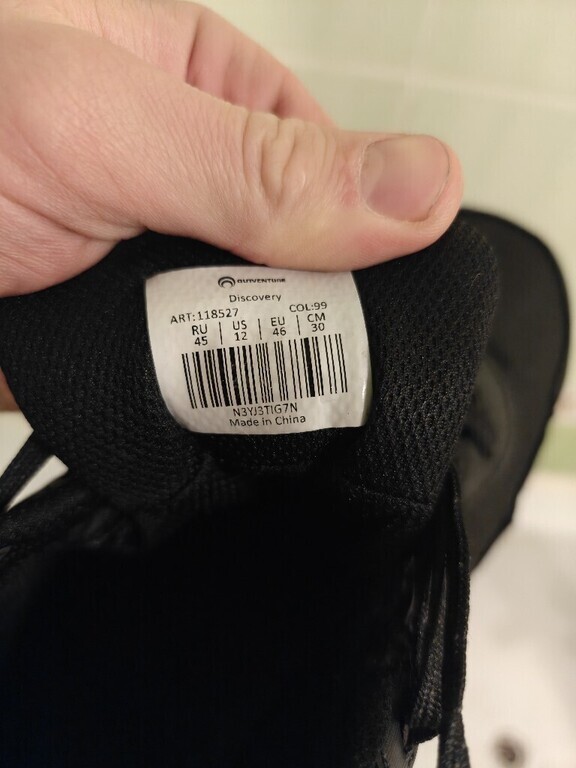 OUTVENTURE
Discovery
ART:118527 COL:99
RU | US | EU | CM
45 | 12 | 46 | 30
N3YJ3TIG7N
Made in China